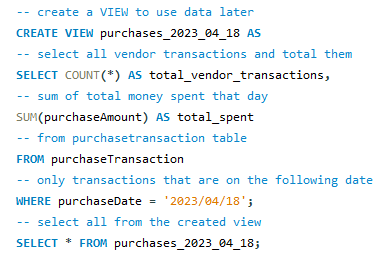 -- create a VIEW to use data later
CREATE VIEW purchases_2023_04_18 AS
-- select all vendor transactions and total them
SELECT COUNT(*) AS total_vendor_transactions,
-- sum of total money spent that day
SUM(purchaseAmount) AS total_spent
-- from purchasetransaction table
FROM purchaseTransaction
-- only transactions that are on the following date
WHERE purchaseDate = '2023/04/18';
-- select all from the created view
SELECT * FROM purchases_2023_04_18;